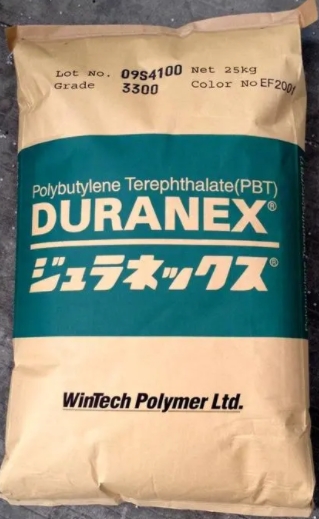 Lot No. 09S4100 Net 25kg
Grade 3300 Color No EF2001
Polybutylene Terephthalate(PBT)
DURANEX®
ジュラネックス®
WinTech Polymer Ltd.